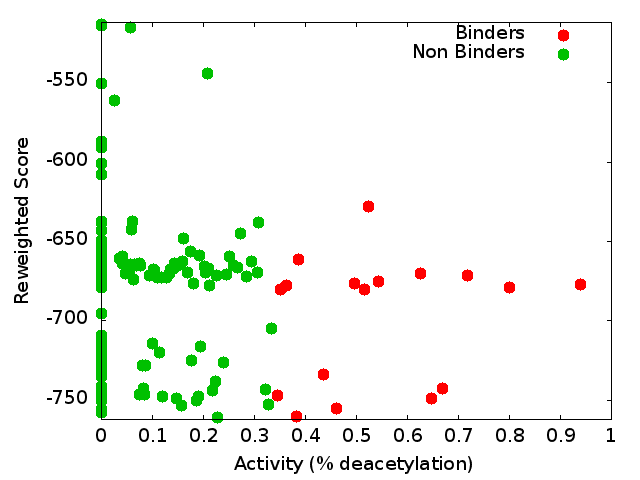 Binders
Non Binders
-550
-600
-650
-700
-750
Reweighted Score
0 0.1 0.2 0.3 0.4 0.5 0.6 0.7 0.8 0.9 1
Activity (% deacetylation)